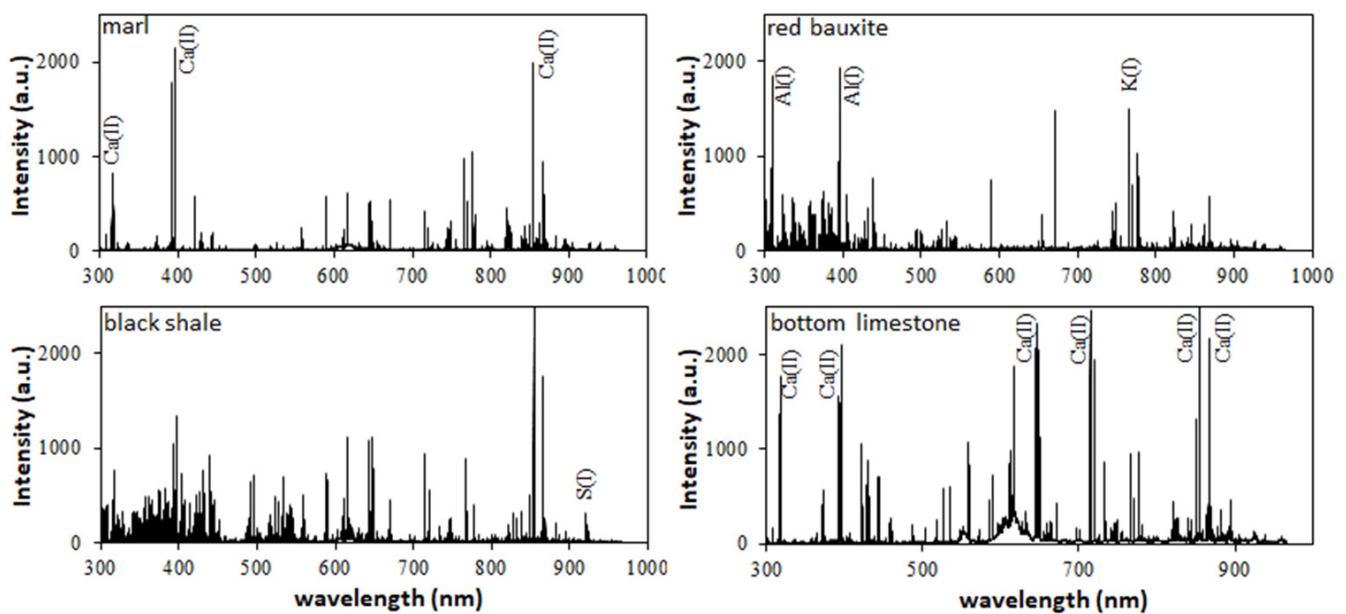 marl
Ca(II)
Ca(II)
Ca(II)
Intensity (a.u.)
2000
1000
0
300 400 500 600 700 800 900 1000
red bauxite
Al(I)
Al(I)
K(I)
Intensity (a.u.)
2000
1000
0
300 400 500 600 700 800 900 1000
black shale
S(I)
Intensity (a.u.)
2000
1000
0
300 400 500 600 700 800 900 1000
wavelength (nm)
bottom limestone
Ca(II)
Ca(II)
Ca(II)
Ca(II)
Ca(II)
Ca(II)
Intensity (a.u.)
2000
1000
0
300 500 700 900
wavelength (nm)